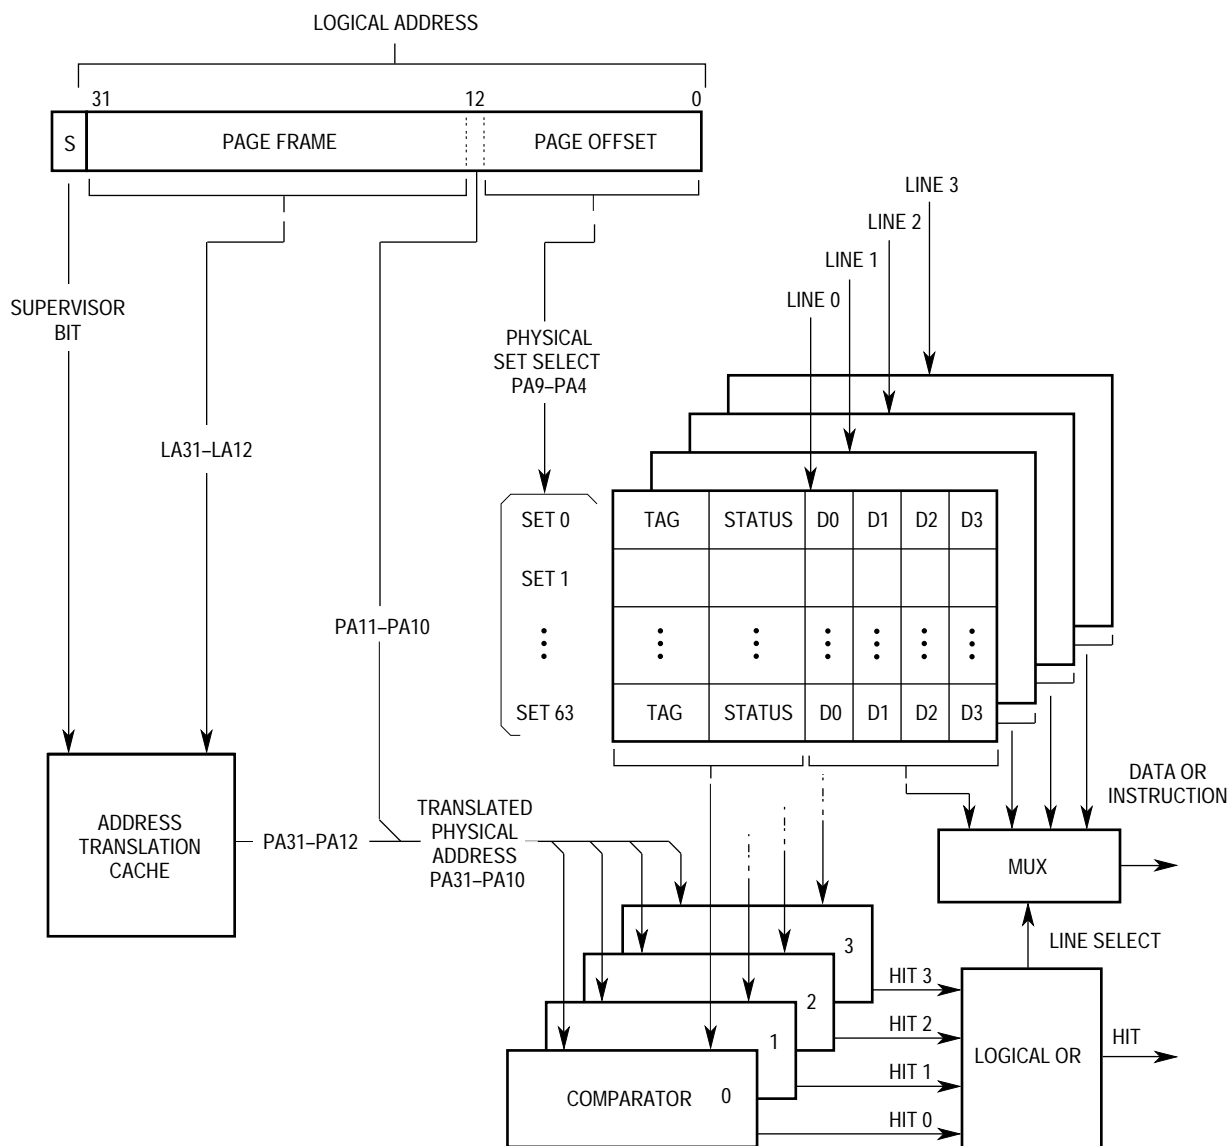 LOGICAL ADDRESS
31 12 0
S PAGE FRAME PAGE OFFSET
LINE 3
LINE 2
LINE 1
LINE 0
SUPERVISOR
BIT
PHYSICAL
SET SELECT
PA9–PA4
LA31–LA12
SET 0 TAG STATUS D0 D1 D2 D3
SET 1
PA11–PA10
SET 63 TAG STATUS D0 D1 D2 D3
DATA OR
INSTRUCTION
ADDRESS
TRANSLATION
CACHE
PA31–PA12
TRANSLATED
PHYSICAL
ADDRESS
PA31–PA10
MUX
LINE SELECT
3
2
1
COMPARATOR 0
HIT 3
HIT 2
HIT 1
HIT 0
LOGICAL OR
HIT